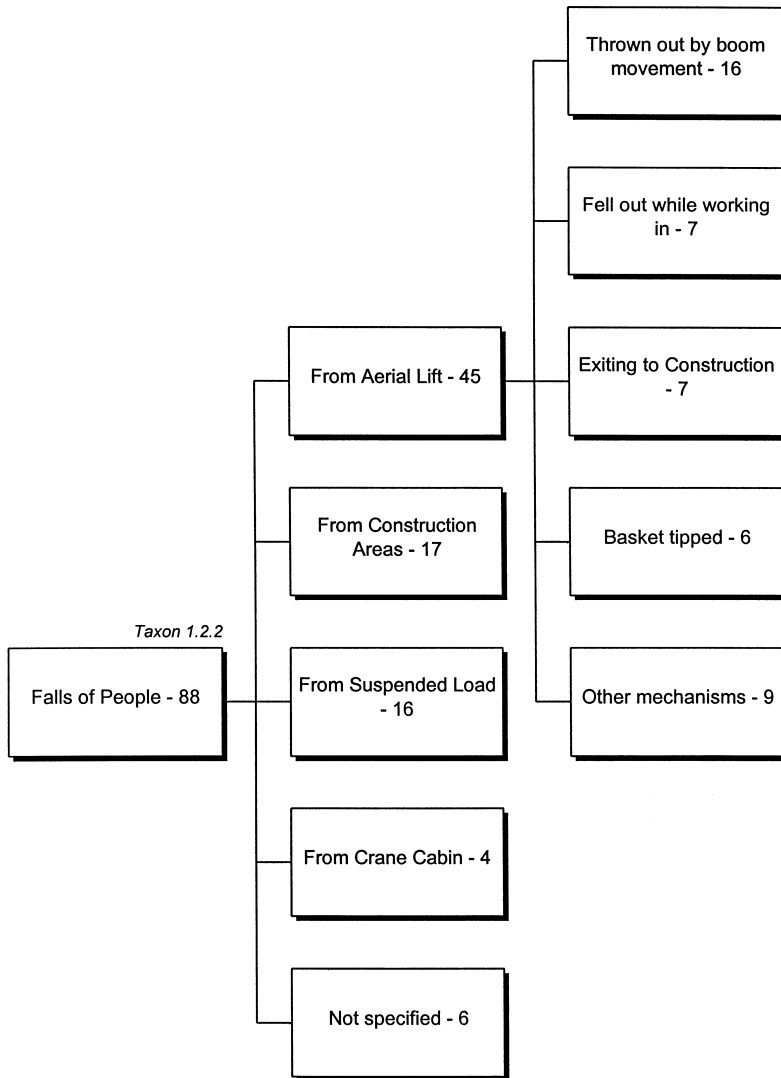 Taxon 1.2.2
Falls of People - 88
From Aerial Lift - 45
From Construction
Areas - 17
From Suspended Load
- 16
From Crane Cabin - 4
Not specified - 6
Thrown out by boom
movement - 16
Fell out while working
in - 7
Exiting to Construction
- 7
Basket tipped - 6
Other mechanisms - 9